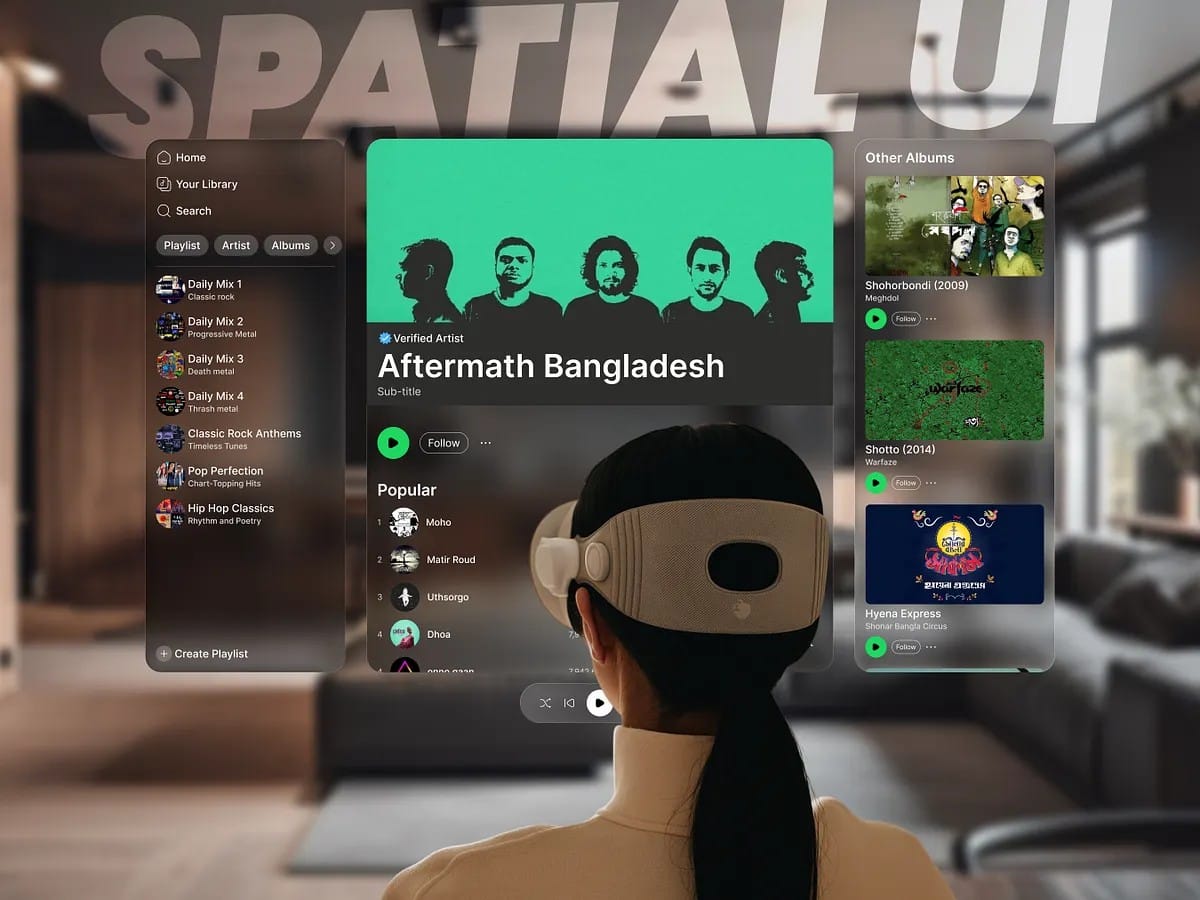 SPATIAL UI
Home
Your Library
Search
Playlist
Artist
Albums
Daily Mix 1
Classic rock
Daily Mix 2
Progressive Metal
Daily Mix 3
Death metal
Daily Mix 4
Thrash metal
Classic Rock Anthems
Timeless Tunes
Pop Perfection
Chart-Topping Hits
Hip Hop Classics
Rhythm and Poetry
Create Playlist
Verified Artist
Aftermath Bangladesh
Sub-title
Follow
Popular
1
Moho
2
Matir Roud
3
Uthsorgo
4
Dhoa
Other Albums
Shohorbondi (2009)
Meghdol
Follow
warfaze
Shotto (2014)
Warfaze
Follow
Hyena Express
Shonar Bangla Circus
Follow